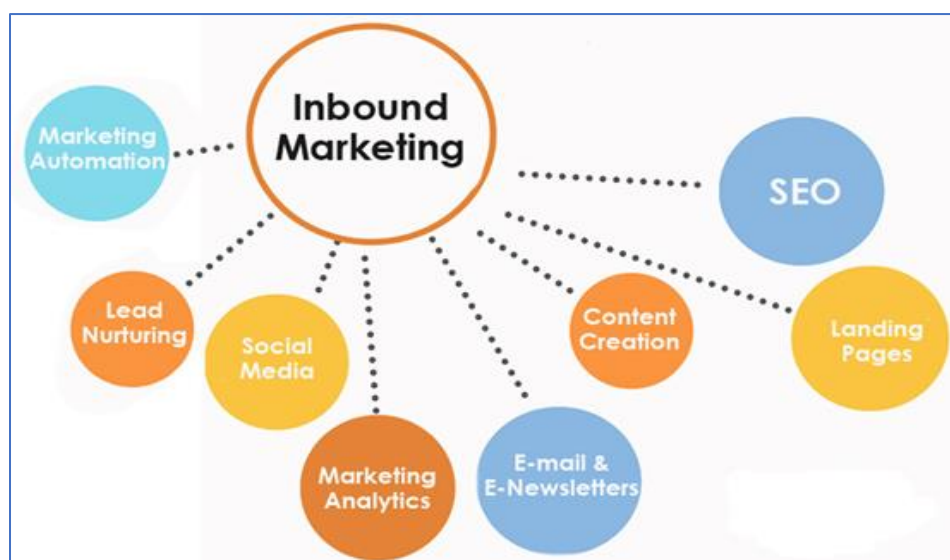 Inbound
Marketing
Marketing
Automation
SEO
Lead
Nurturing
Social
Media
Content
Creation
Landing
Pages
Marketing
Analytics
E-mail &
E-Newsletters